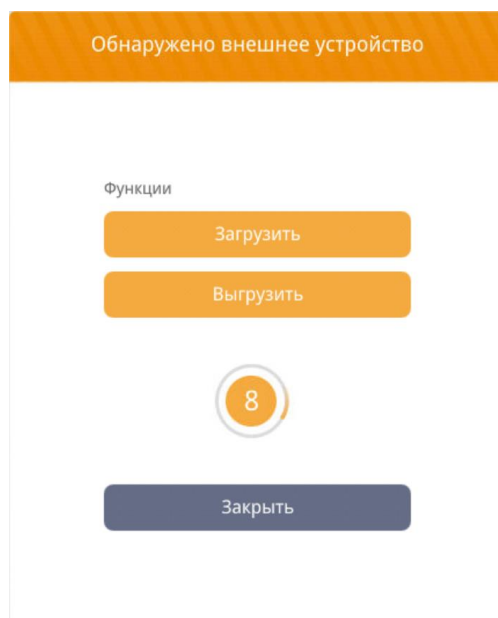 Обнаружено внешнее устройство
Функции
Загрузить
Выгрузить
8
Закрыть